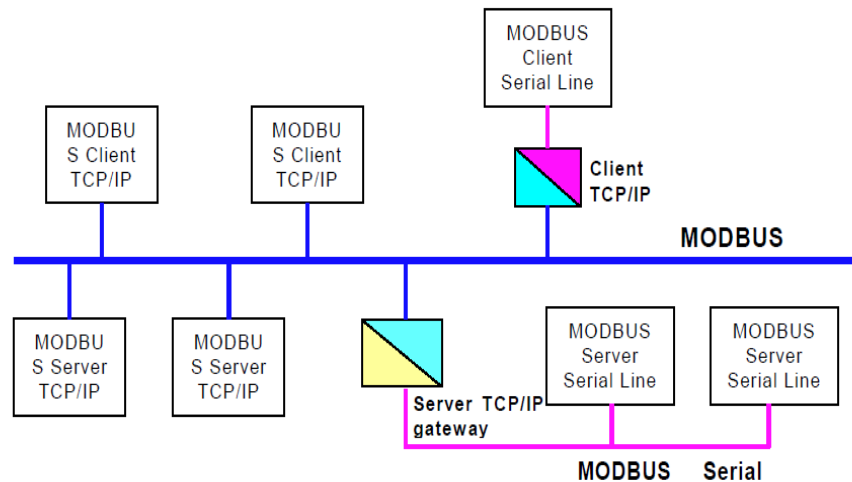 MODBUS
Client
Serial Line
MODBU
S Client
TCP/IP
MODBU
S Client
TCP/IP
Client
TCP/IP
MODBUS
MODBU
S Server
TCP/IP
MODBU
S Server
TCP/IP
MODBUS
Server
Serial Line
MODBUS
Server
Serial Line
Server TCP/IP
gateway
MODBUS Serial